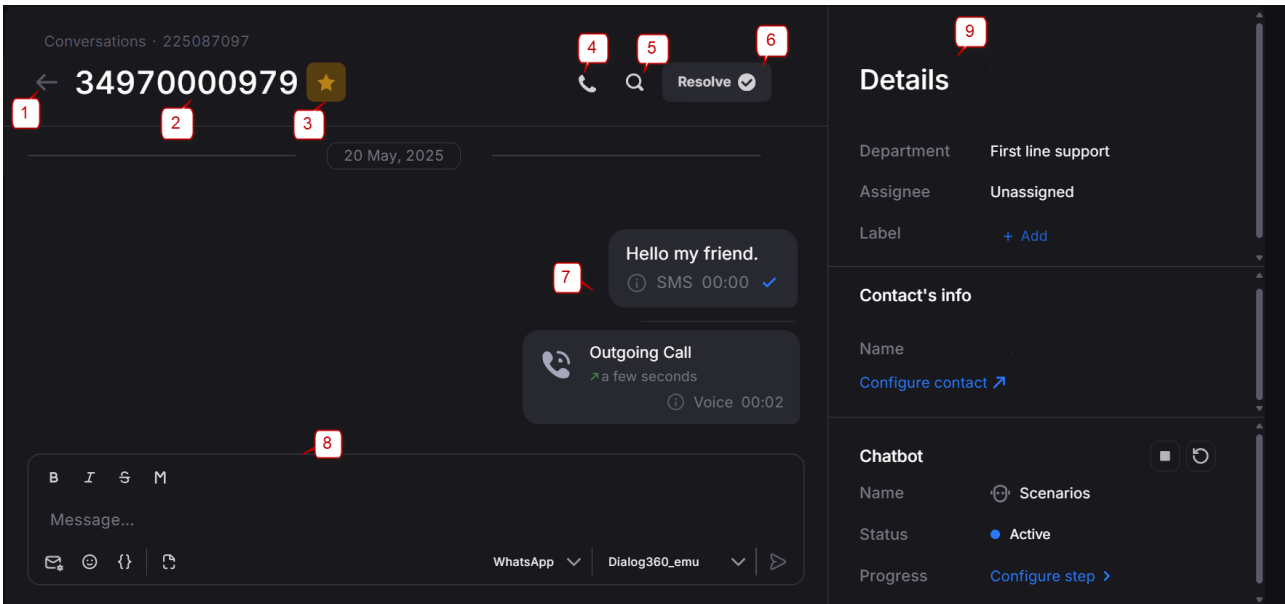 Conversations · 225087097
34970000979
1
2
3
4
5
6
Resolve
20 May, 2025
Hello my friend.
7
SMS 00:00
Outgoing Call
a few seconds
Voice 00:02
8
B I S M
Message...
{}
WhatsApp
Dialog360_emu
9
Details
Department First line support
Assignee Unassigned
Label + Add
Contact's info
Name
Configure contact
Chatbot
Name Scenarios
Status Active
Progress Configure step